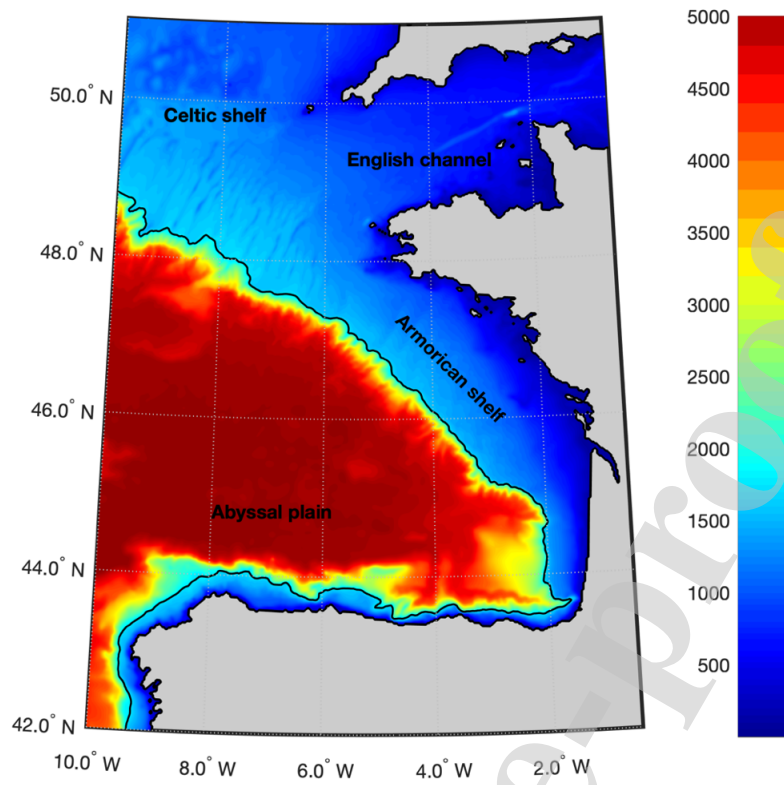 5000
4500
4000
3500
3000
2500
2000
1500
1000
500
50.0° N
48.0° N
46.0° N
44.0° N
42.0° N
10.0° W 8.0° W 6.0° W 4.0° W 2.0° W
Celtic shelf
English channel
Armorican shelf
Abyssal plain
e-proof